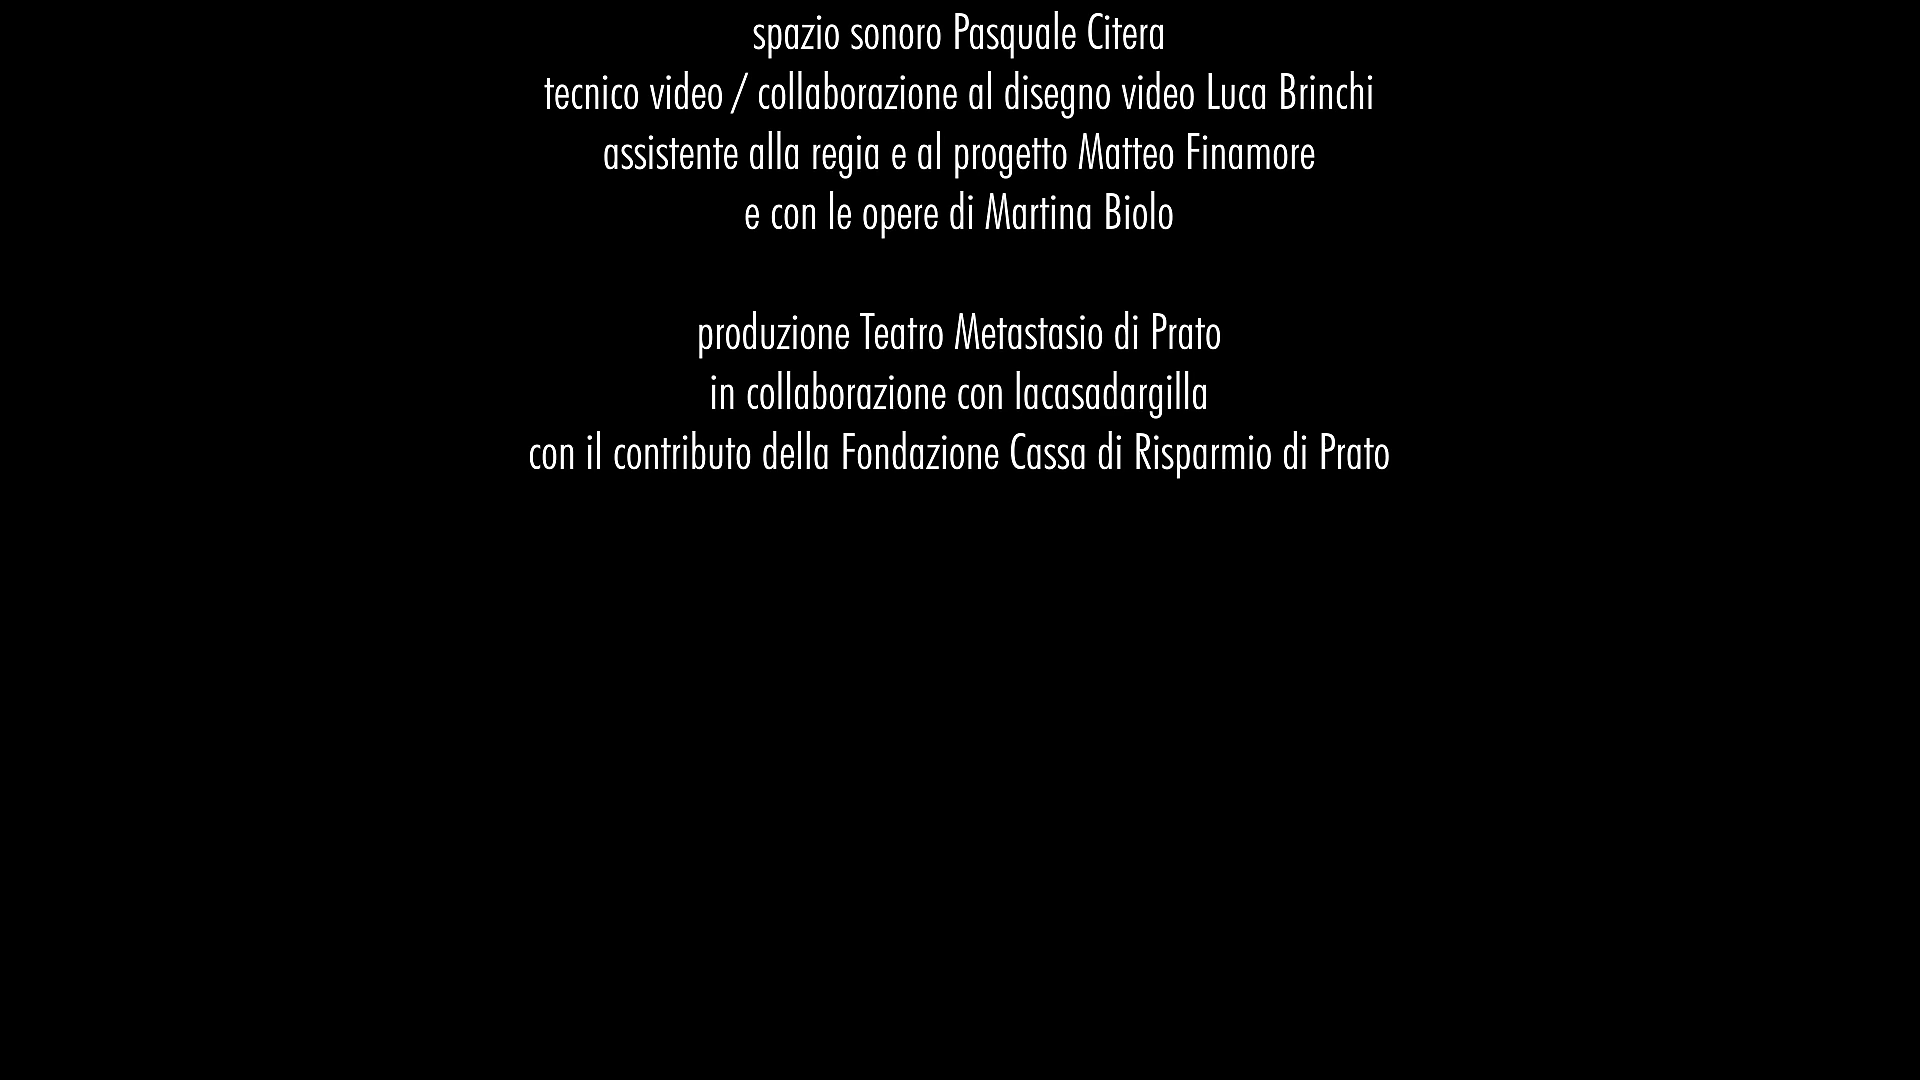 spazio sonoro Pasquale Citera
tecnico video / collaborazione al disegno video Luca Brinchi
assistente alla regia e al progetto Matteo Finamore
e con le opere di Martina Biolo
produzione Teatro Metastasio di Prato
in collaborazione con lacasadargilla
con il contributo della Fondazione Cassa di Risparmio di Prato